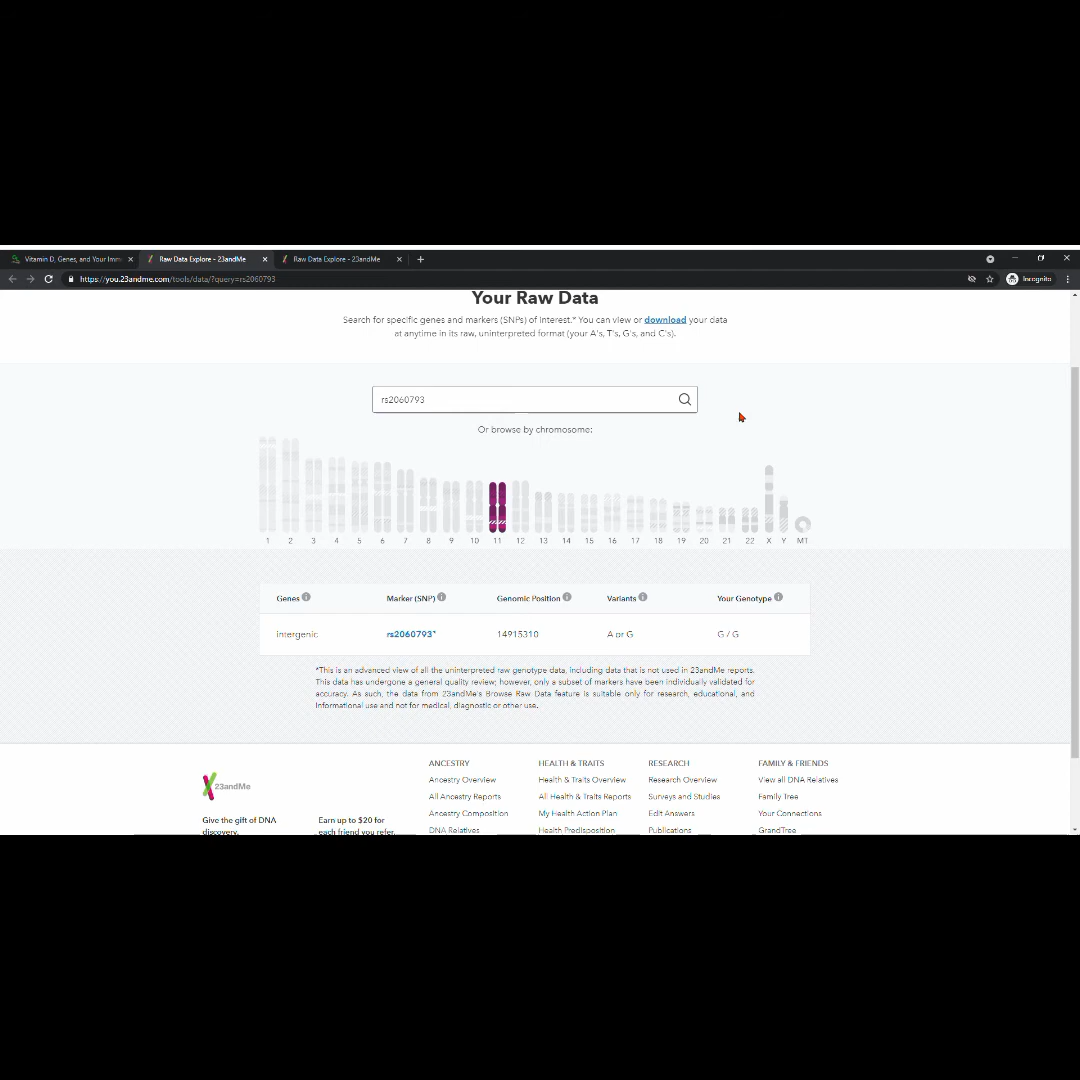 Vitamin D, Genes, and Your Imm
Raw Data Explore - 23andMe
Raw Data Explore - 23andMe
https://you.23andme.com/tools/data/?query=rs2060793
Incognito
Your Raw Data
Search for specific genes and markers (SNPs) of interest.* You can view or download your data
at anytime in its raw, uninterpreted format (your A's, T's, G's, and C's).
rs2060793
Or browse by chromosome:
1 2 3 4 5 6 7 8 9 10 11 12 13 14 15 16 17 18 19 20 21 22 X Y MT
Genes Marker (SNP) Genomic Position Variants Your Genotype
intergenic rs2060793* 14915310 A or G G / G
*This is an advanced view of all the uninterpreted raw genotype data, including data that is not used in 23andMe reports.
This data has undergone a general quality review; however, only a subset of markers have been individually validated for
accuracy. As such, the data from 23andMe's Browse Raw Data feature is suitable only for research, educational, and
informational use and not for medical, diagnostic or other use.
23andMe
Give the gift of DNA
discovery.
Earn up to $20 for
each friend you refer.
ANCESTRY
Ancestry Overview
All Ancestry Reports
Ancestry Composition
DNA Relatives
HEALTH & TRAITS
Health & Traits Overview
All Health & Traits Reports
My Health Action Plan
Health Predisposition
RESEARCH
Research Overview
Surveys and Studies
Edit Answers
Publications
FAMILY & FRIENDS
View all DNA Relatives
Family Tree
Your Connections
GrandTree